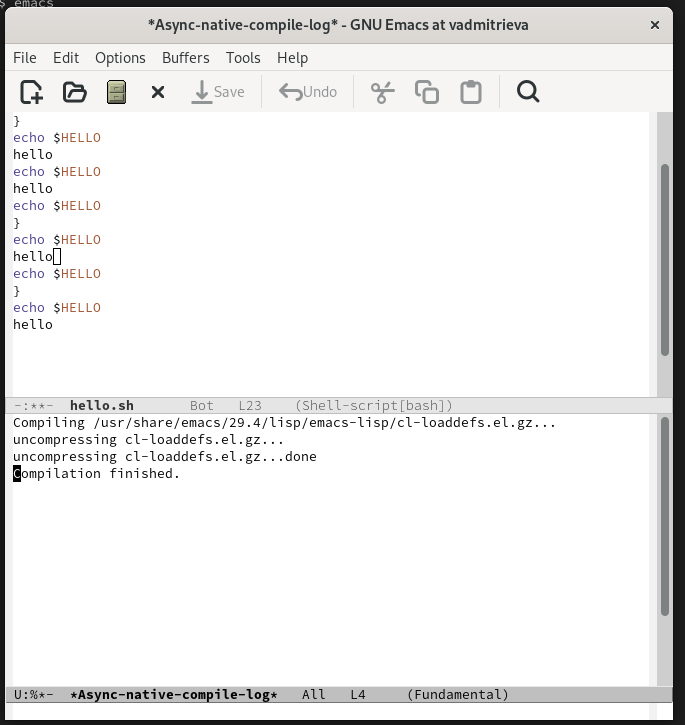 $ emacs
*Async-native-compile-log* - GNU Emacs at vadmitrieva
File Edit Options Buffers Tools Help
Save Undo
}
echo $HELLO
hello
echo $HELLO
hello
echo $HELLO
}
echo $HELLO
hello
echo $HELLO
}
echo $HELLO
hello
-:**- hello.sh Bot L23 (Shell-script[bash])
Compiling /usr/share/emacs/29.4/lisp/emacs-lisp/cl-loaddefs.el.gz...
uncompressing cl-loaddefs.el.gz...
uncompressing cl-loaddefs.el.gz...done
Compilation finished.
U:%*- *Async-native-compile-log* All L4 (Fundamental)